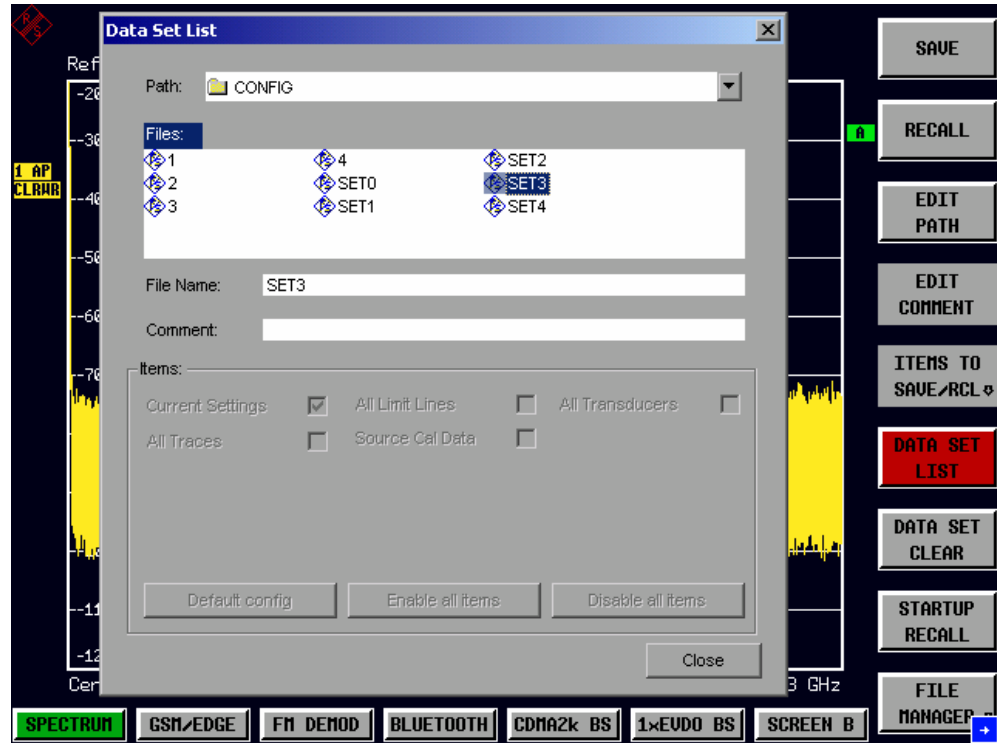 R/S
Data Set List
Ref
Path: CONFIG
Files:
1
2
3
4
SET0
SET1
SET2
SET3
SET4
File Name: SET3
Comment:
Items:
Current Settings
All Limit Lines
All Transducers
All Traces
Source Cal Data
Default config
Enable all items
Disable all items
Close
-20
-30
-40
-50
-60
-70
-11
-12
1 AP
CLRWR
A
Cer
3 GHz
SAVE
RECALL
EDIT
PATH
EDIT
COMMENT
ITEMS TO
SAVE/RCL
DATA SET
LIST
DATA SET
CLEAR
STARTUP
RECALL
FILE
MANAGER
SPECTRUM
GSM/EDGE
FM DEMOD
BLUETOOTH
CDMA2k BS
1xEVDO BS
SCREEN B